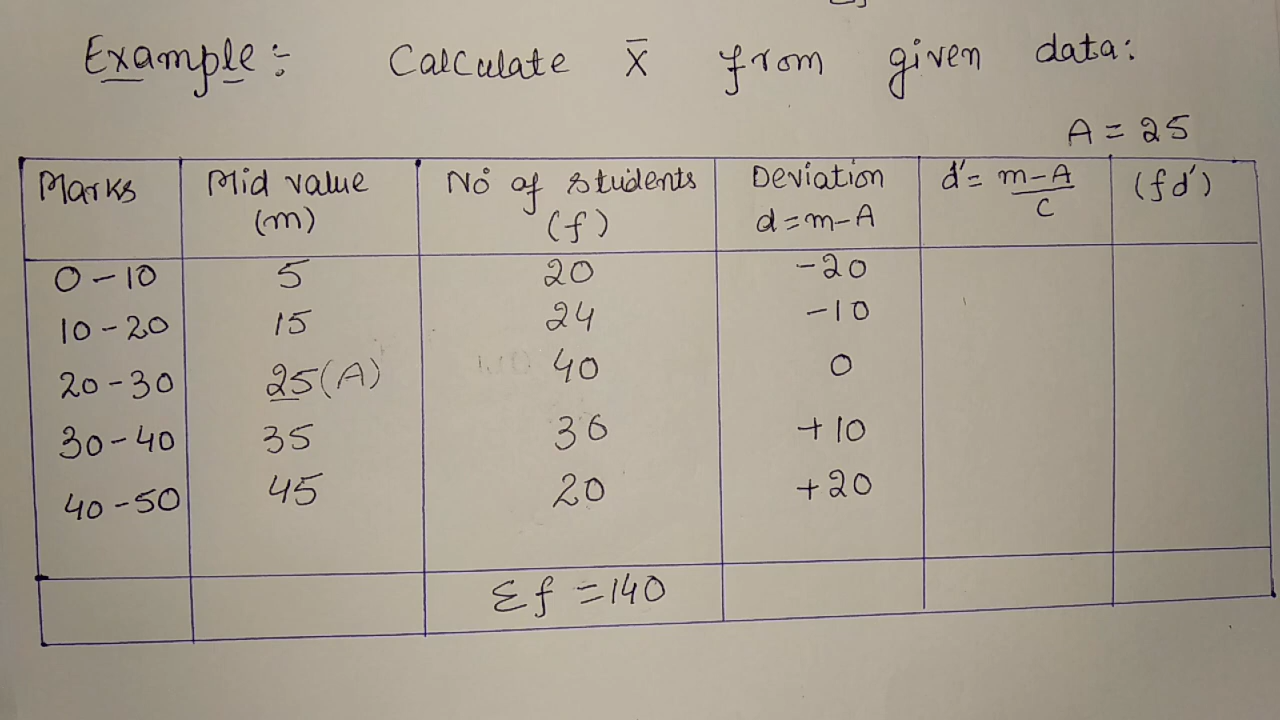 Example:- Calculate x̄ from given data:
A = 25
Marks Mid value (m) No of students (f) Deviation d=m-A d'= m-A/C (fd')
0-10 5 20 -20
10-20 15 24 -10
20-30 25(A) 40 0
30-40 35 36 +10
40-50 45 20 +20
Σf =140